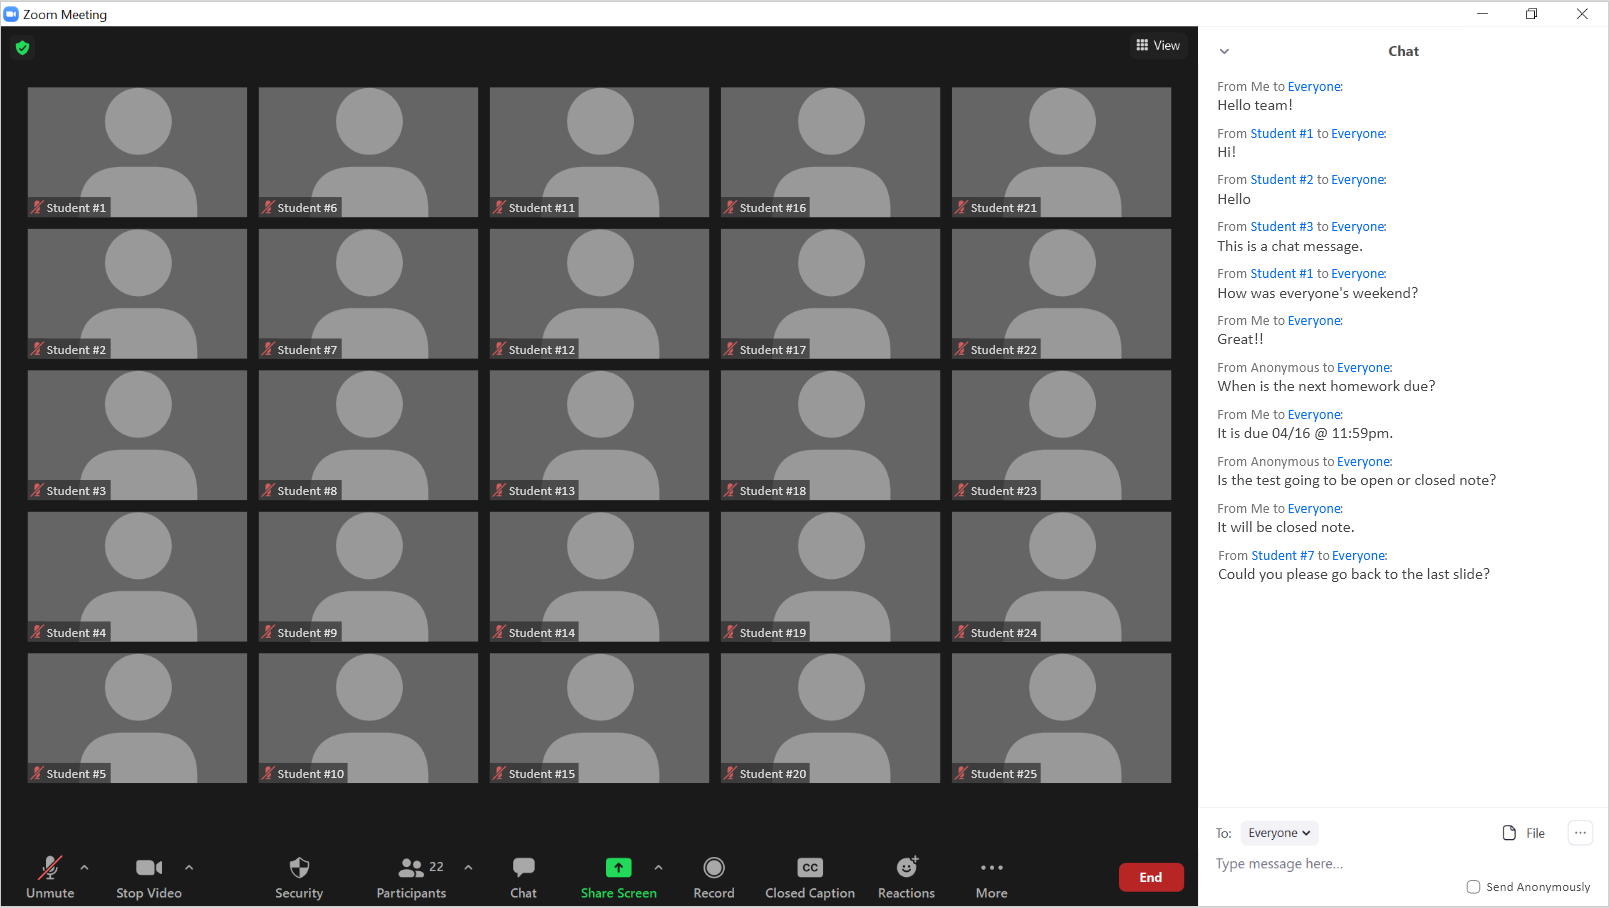 Zoom Meeting
View
Student #1
Student #6
Student #11
Student #16
Student #21
Student #2
Student #7
Student #12
Student #17
Student #22
Student #3
Student #8
Student #13
Student #18
Student #23
Student #4
Student #9
Student #14
Student #19
Student #24
Student #5
Student #10
Student #15
Student #20
Student #25
Unmute
Stop Video
Security
22
Participants
Chat
Share Screen
Record
CC
Closed Caption
Reactions
More
End
Chat
From Me to Everyone:
Hello team!
From Student #1 to Everyone:
Hi!
From Student #2 to Everyone:
Hello
From Student #3 to Everyone:
This is a chat message.
From Student #1 to Everyone:
How was everyone's weekend?
From Me to Everyone:
Great!!
From Anonymous to Everyone:
When is the next homework due?
From Me to Everyone:
It is due 04/16 @ 11:59pm.
From Anonymous to Everyone:
Is the test going to be open or closed note?
From Me to Everyone:
It will be closed note.
From Student #7 to Everyone:
Could you please go back to the last slide?
To: Everyone
File
Type message here...
Send Anonymously